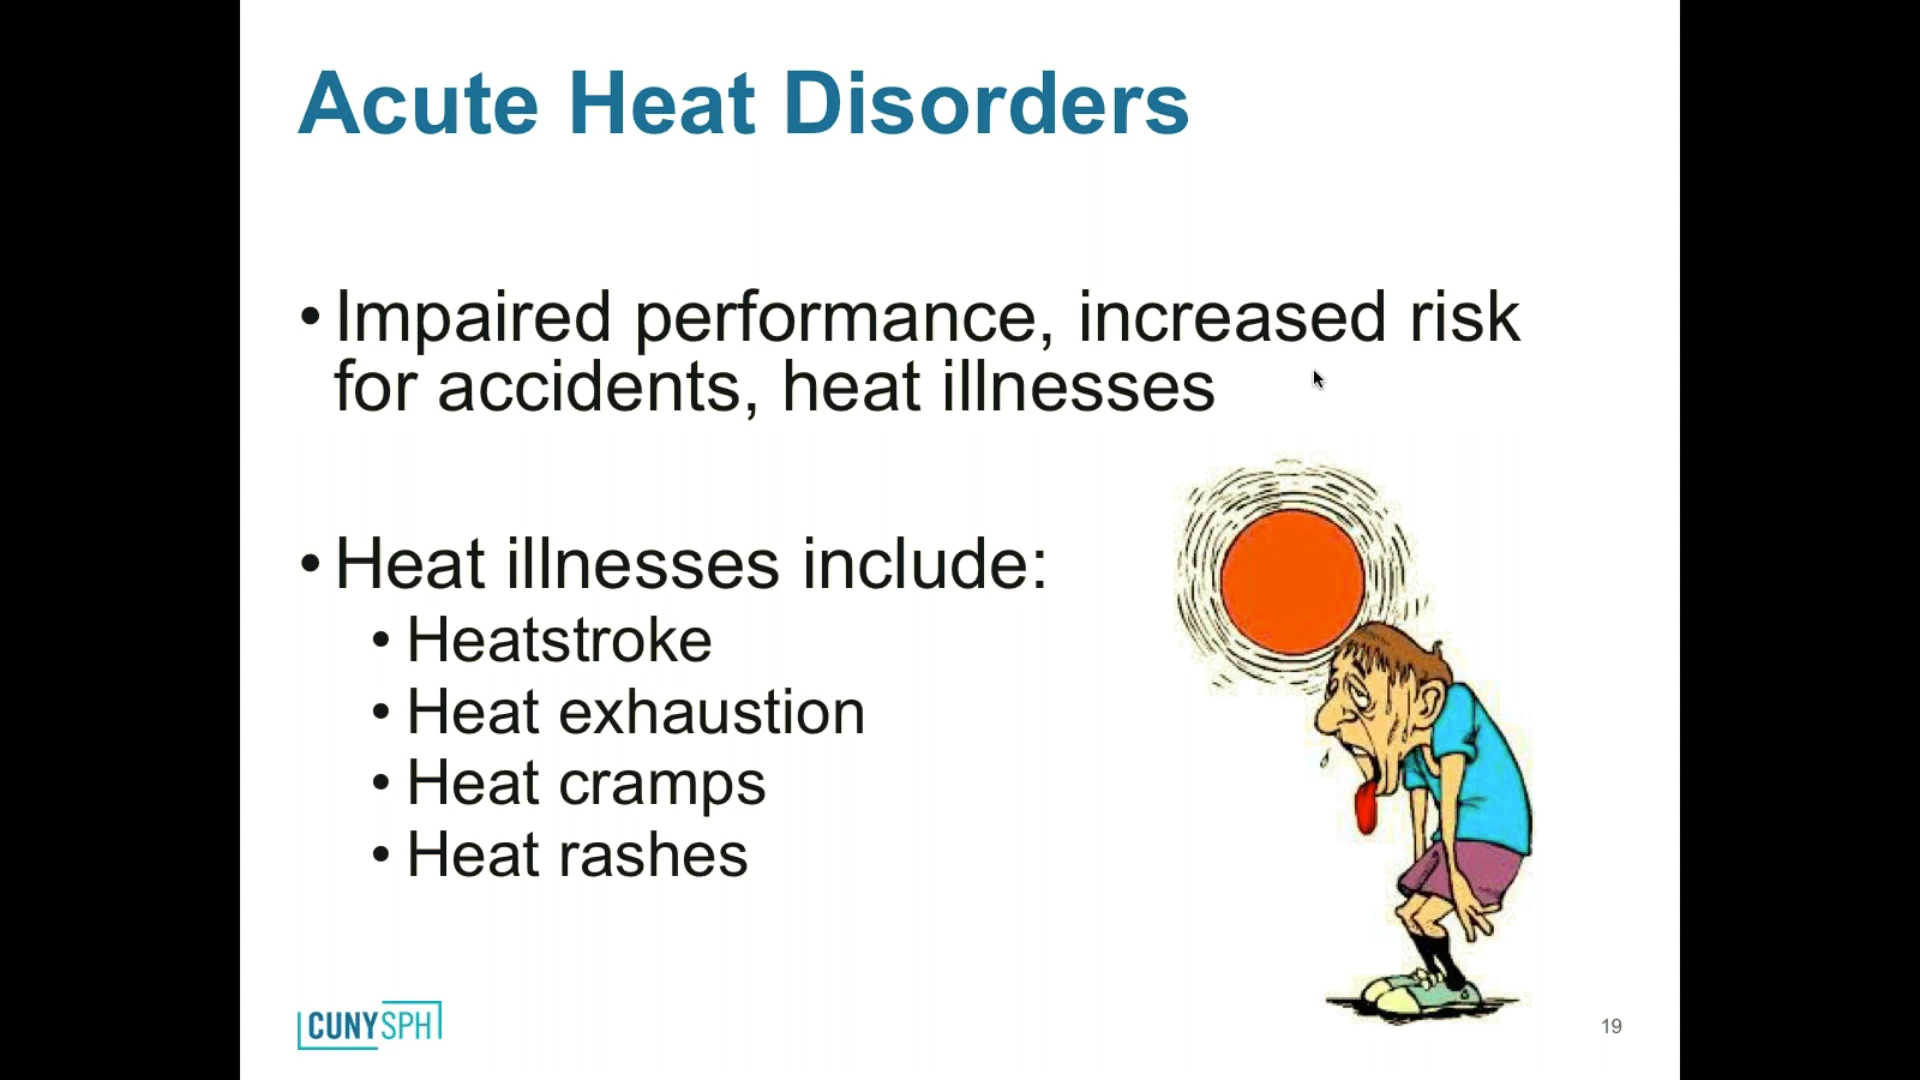 Acute Heat Disorders
• Impaired performance, increased risk
for accidents, heat illnesses
• Heat illnesses include:
• Heatstroke
• Heat exhaustion
• Heat cramps
• Heat rashes
CUNYSPH
19